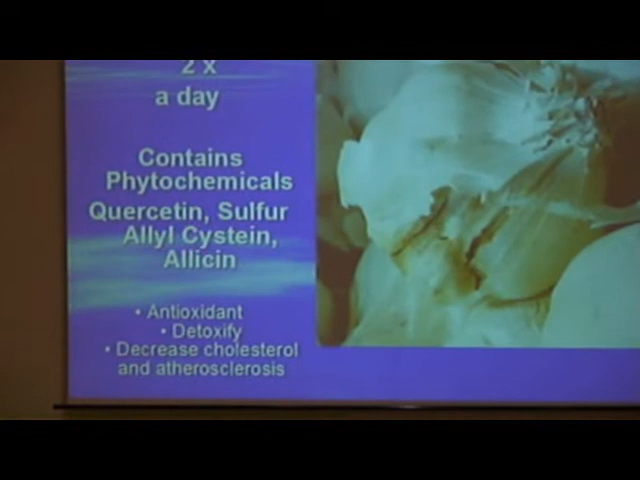 2 x
a day
Contains
Phytochemicals
Quercetin, Sulfur
Allyl Cystein,
Allicin
• Antioxidant
• Detoxify
• Decrease cholesterol
and atherosclerosis